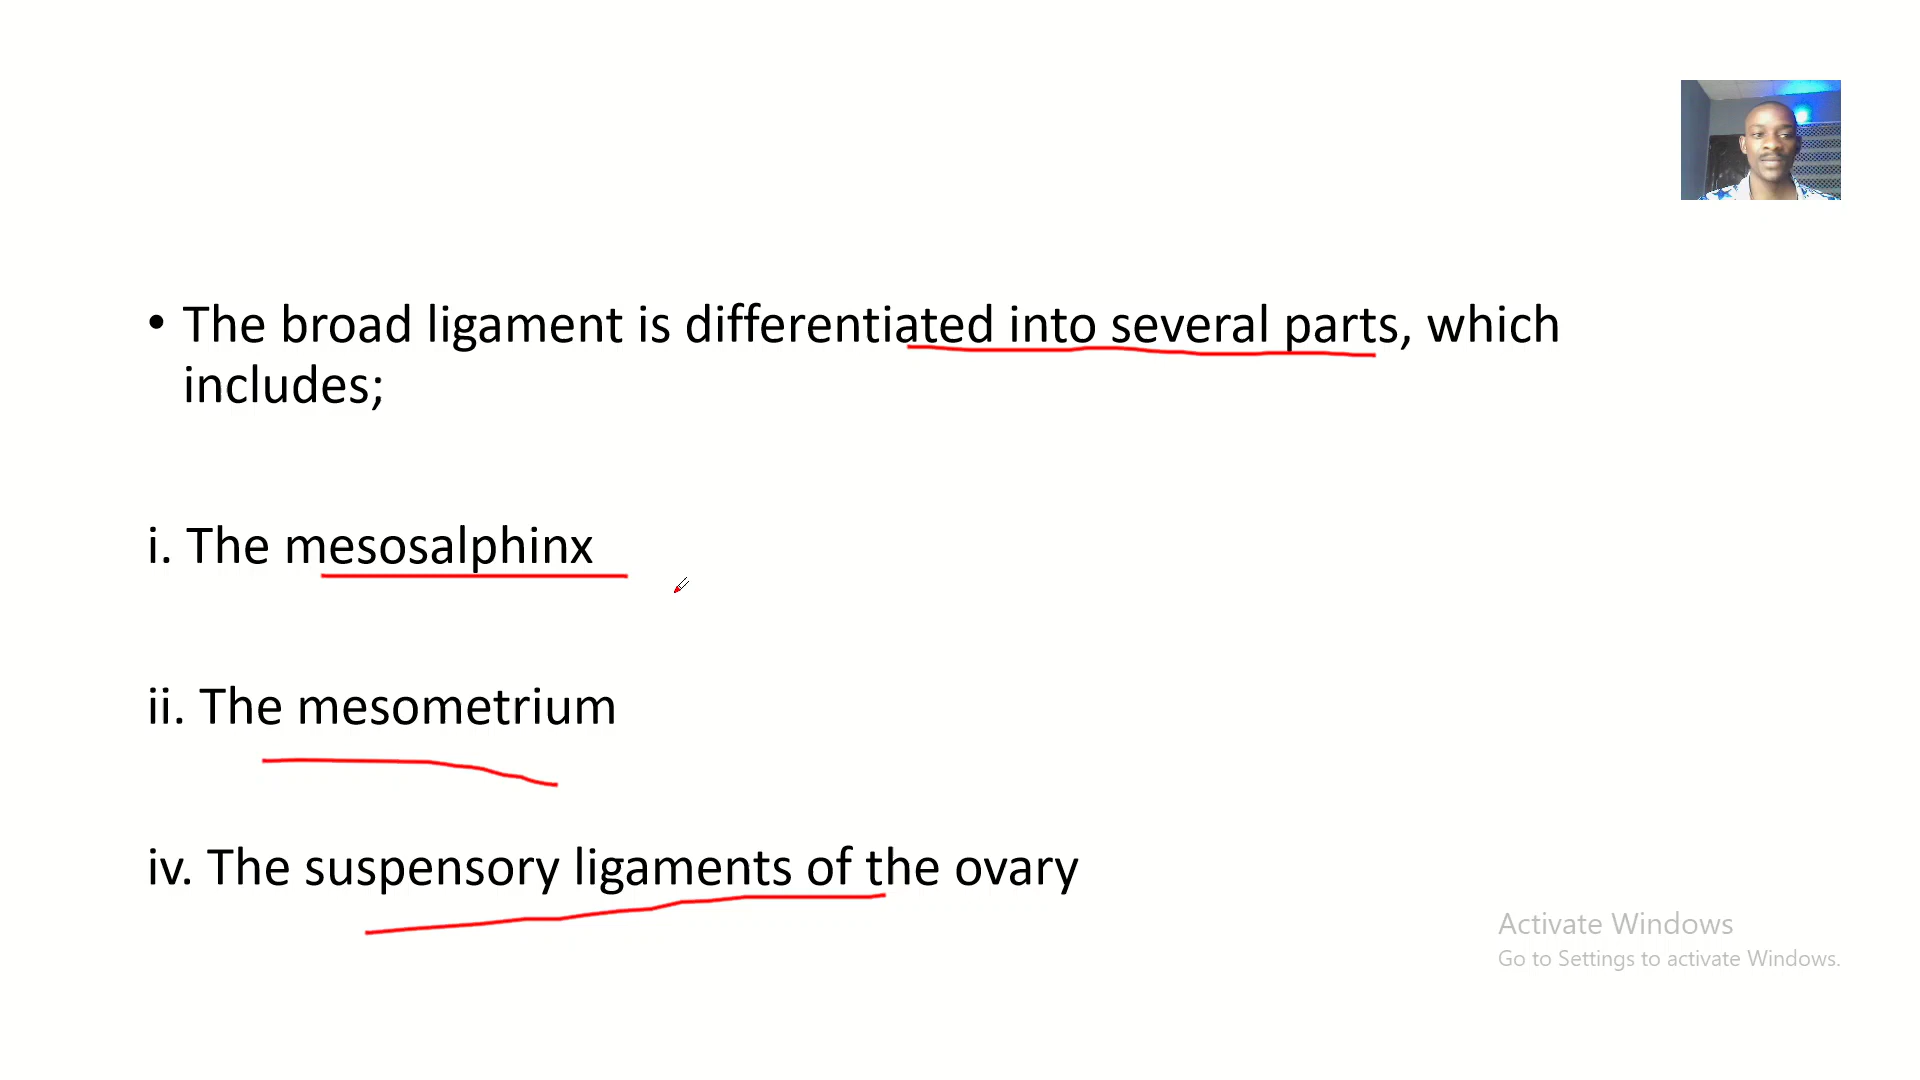 • The broad ligament is differentiated into several parts, which
includes;
i. The mesosalphinx
ii. The mesometrium
iv. The suspensory ligaments of the ovary
Activate Windows
Go to Settings to activate Windows.